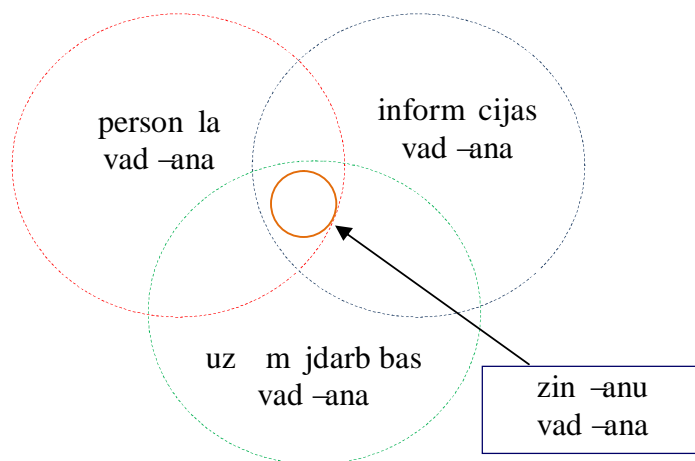 person la
vad –ana
inform cijas
vad –ana
uz m jdarb bas
vad –ana
zin –anu
vad –ana